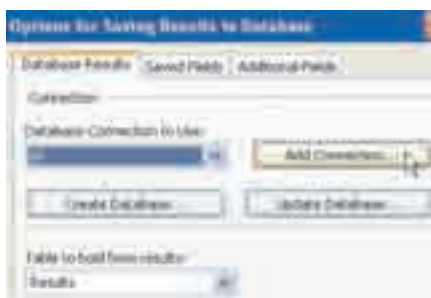 Options for Saving Results to Database
Database Results Saved Fields Additional Fields
Connection
Database Connection to Use:
Add Connection...
Create Database... Update Database...
Table to hold form results:
Results